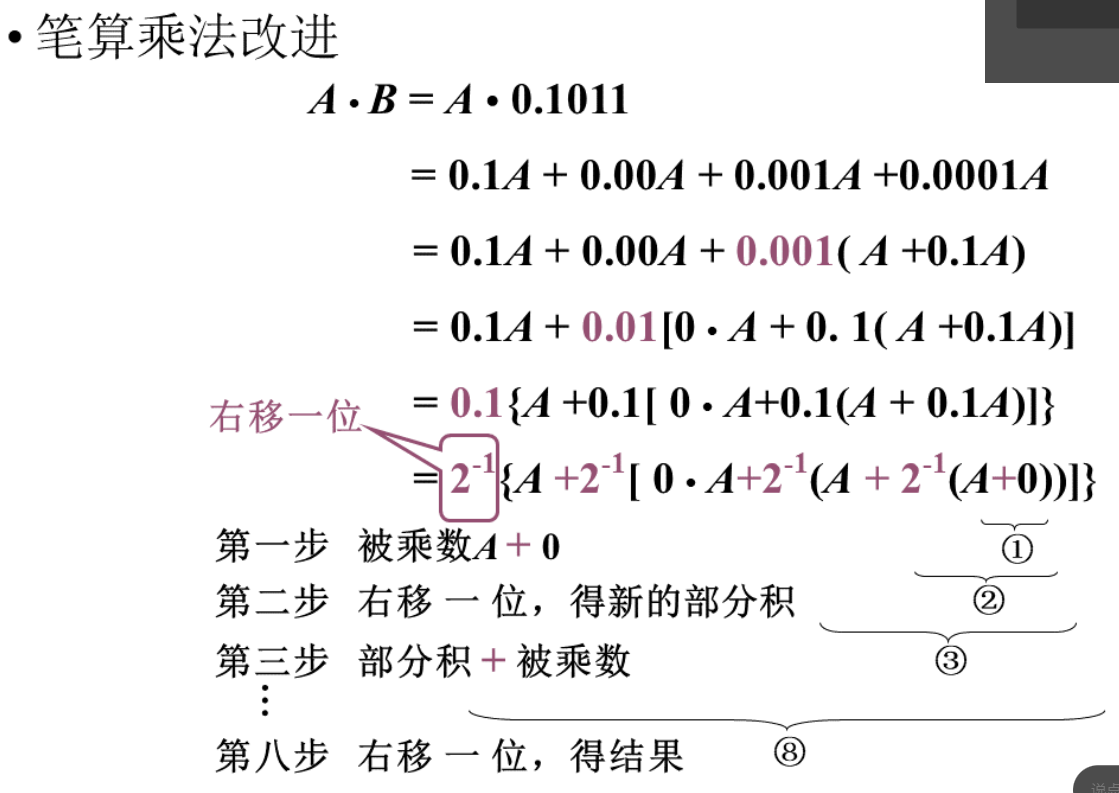 • 笔算乘法改进
A • B = A • 0.1011
= 0.1A + 0.00A + 0.001A +0.0001A
= 0.1A + 0.00A + 0.001( A +0.1A)
= 0.1A + 0.01[0 • A + 0. 1( A +0.1A)]
右移一位
= 0.1{A +0.1[ 0 • A+0.1(A + 0.1A)]}
= 2⁻¹{A +2⁻¹[ 0 • A+2⁻¹(A + 2⁻¹(A+0))]}
第一步 被乘数A + 0
①
第二步 右移 一 位，得新的部分积
②
第三步 部分积 + 被乘数
③
⋮
第八步 右移 一 位，得结果
⑧